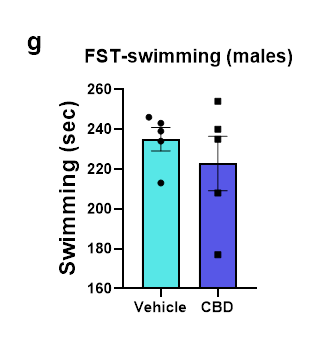 g
FST-swimming (males)
Swimming (sec)
260
240
220
200
180
160
Vehicle CBD